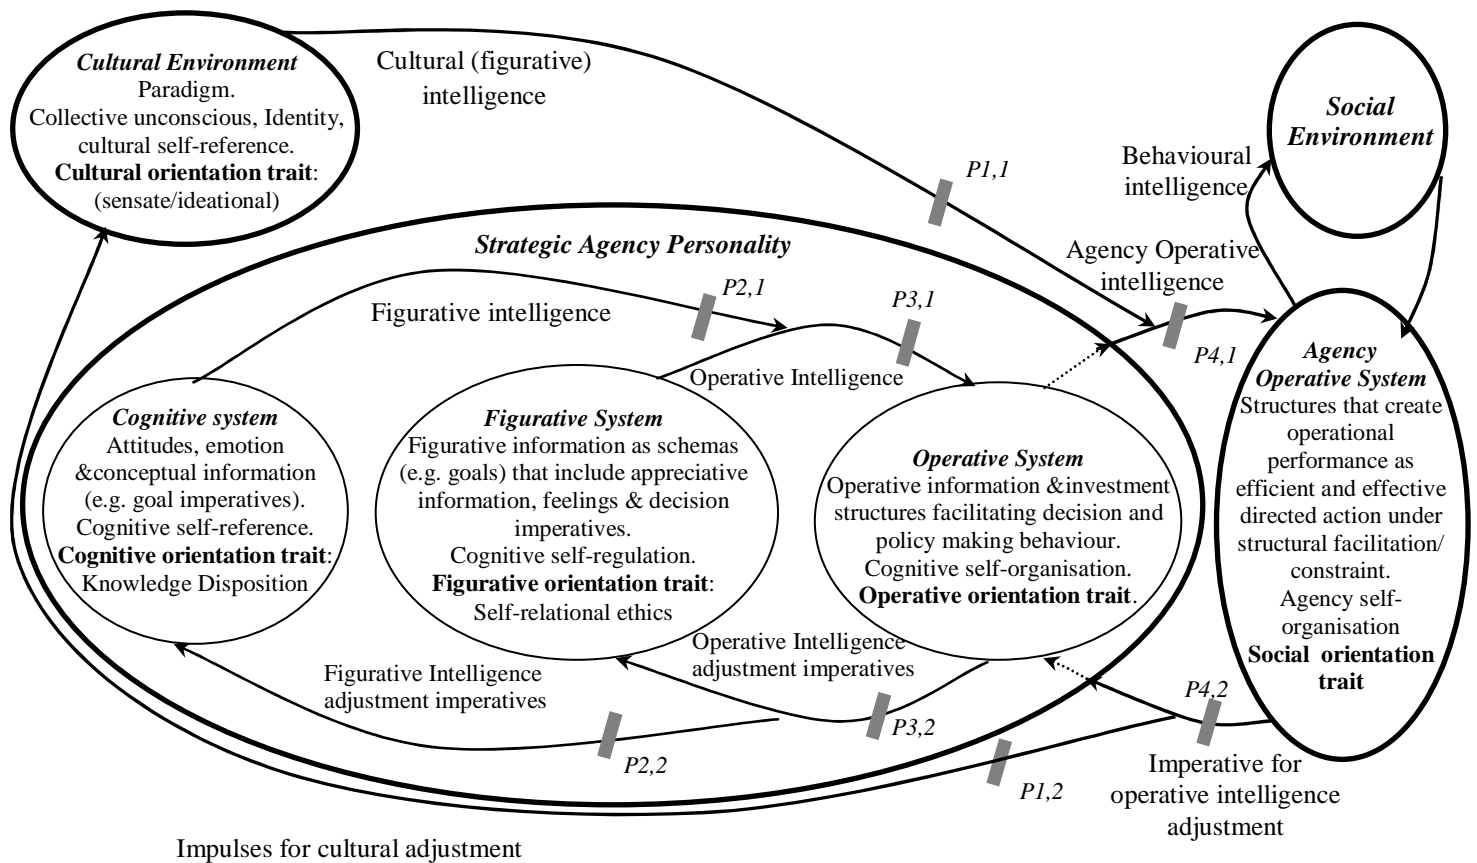 Cultural Environment
Paradigm.
Collective unconscious, Identity,
cultural self-reference.
Cultural orientation trait:
(sensate/ideational)
Cultural (figurative)
intelligence
P1,1
Social
Environment
Behavioural
intelligence
Strategic Agency Personality
Agency Operative
intelligence
P2,1
P3,1
P4,1
Figurative intelligence
Operative Intelligence
Cognitive system
Attitudes, emotion
&conceptual information
(e.g. goal imperatives).
Cognitive self-reference.
Cognitive orientation trait:
Knowledge Disposition
Figurative System
Figurative information as schemas
(e.g. goals) that include appreciative
information, feelings & decision
imperatives.
Cognitive self-regulation.
Figurative orientation trait:
Self-relational ethics
Operative System
Operative information &investment
structures facilitating decision and
policy making behaviour.
Cognitive self-organisation.
Operative orientation trait.
Agency
Operative System
Structures that create
operational
performance as
efficient and effective
directed action under
structural facilitation/
constraint.
Agency self-
organisation
Social orientation
trait
Operative Intelligence
adjustment imperatives
Figurative Intelligence
adjustment imperatives
P4,2
P3,2
P2,2
P1,2
Imperative for
operative intelligence
adjustment
Impulses for cultural adjustment